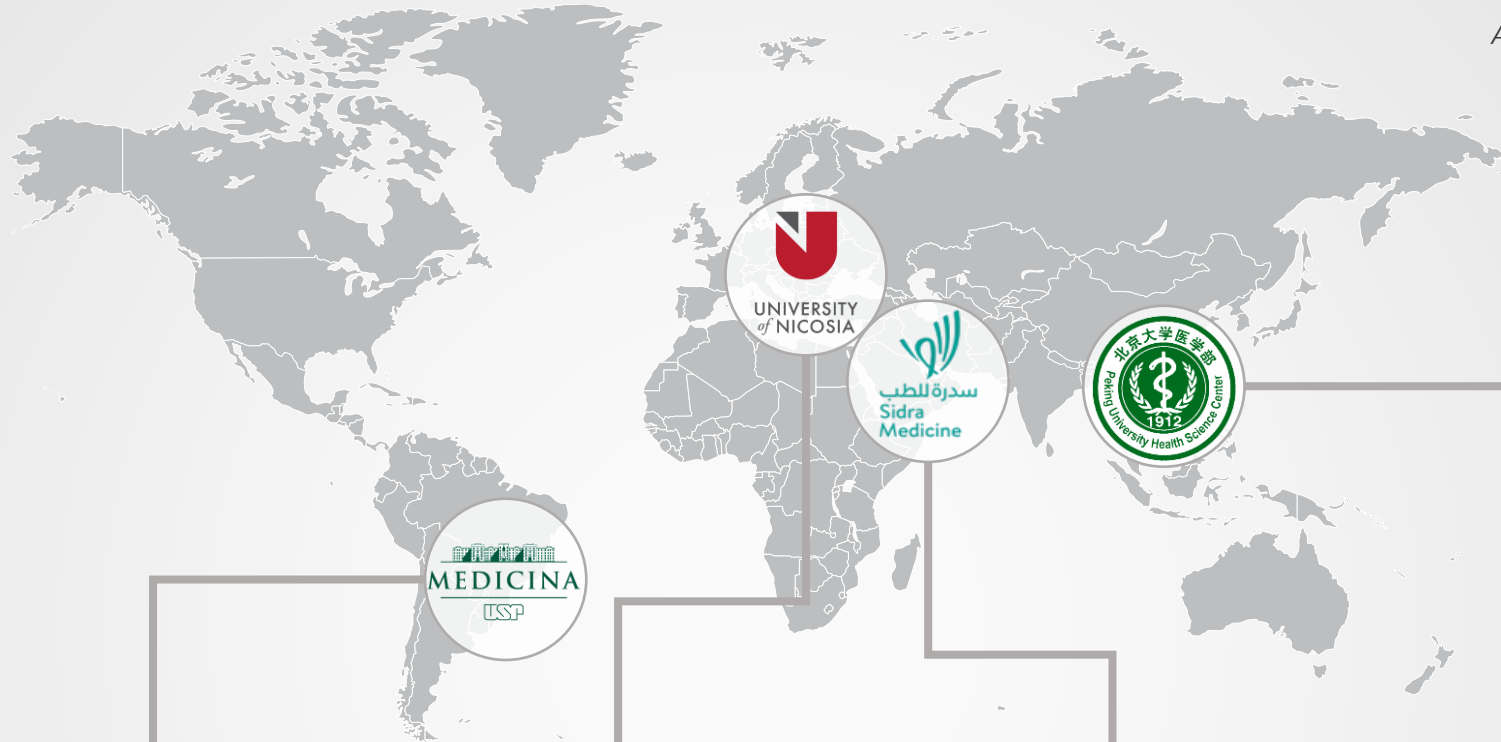 A
UNIVERSITY
of NICOSIA
سدرة للطب
Sidra
Medicine
北京大学医学部
1912
Peking University Health Science Center
MEDICINA
USP